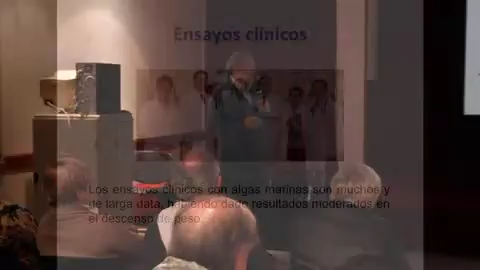 Ensayos clínicos
Los ensayos clínicos con algas marinas son muchos y
de larga data, habiendo dado resultados moderados en
el descenso de peso.